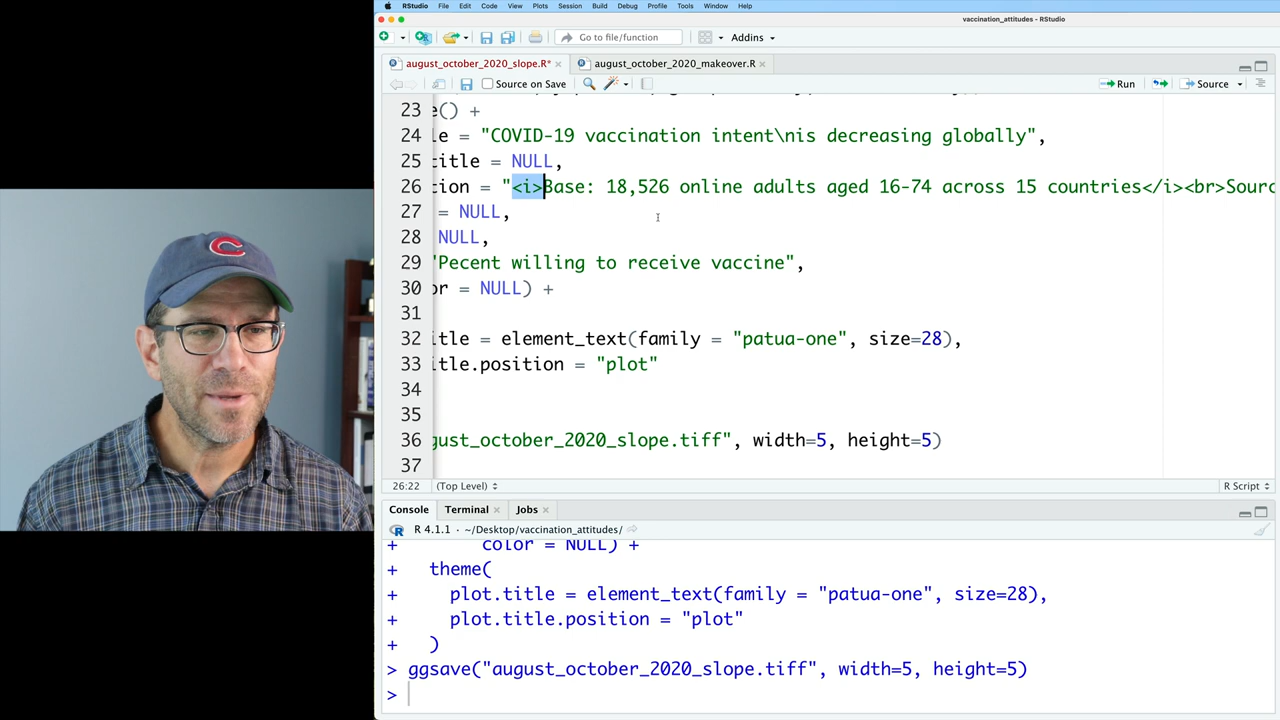 RStudio File Edit Code View Plots Session Build Debug Profile Tools Window Help
vaccination_attitudes - RStudio
Go to file/function Addins
august_october_2020_slope.R* × august_october_2020_makeover.R ×
Source on Save Run Source
23 e() +
24 le = "COVID-19 vaccination intent\nis decreasing globally",
25 title = NULL,
26 tion = "<i>Base: 18,526 online adults aged 16-74 across 15 countries</i><br>Sourc
27 = NULL,
28 NULL,
29 "Pecent willing to receive vaccine",
30 or = NULL) +
31
32 itle = element_text(family = "patua-one", size=28),
33 itle.position = "plot"
34
35
36 gust_october_2020_slope.tiff", width=5, height=5)
37
26:22 (Top Level) R Script
Console Terminal × Jobs ×
R 4.1.1 · ~/Desktop/vaccination_attitudes/
+ color = NULL) +
+ theme(
+ plot.title = element_text(family = "patua-one", size=28),
+ plot.title.position = "plot"
+ )
> ggsave("august_october_2020_slope.tiff", width=5, height=5)
>